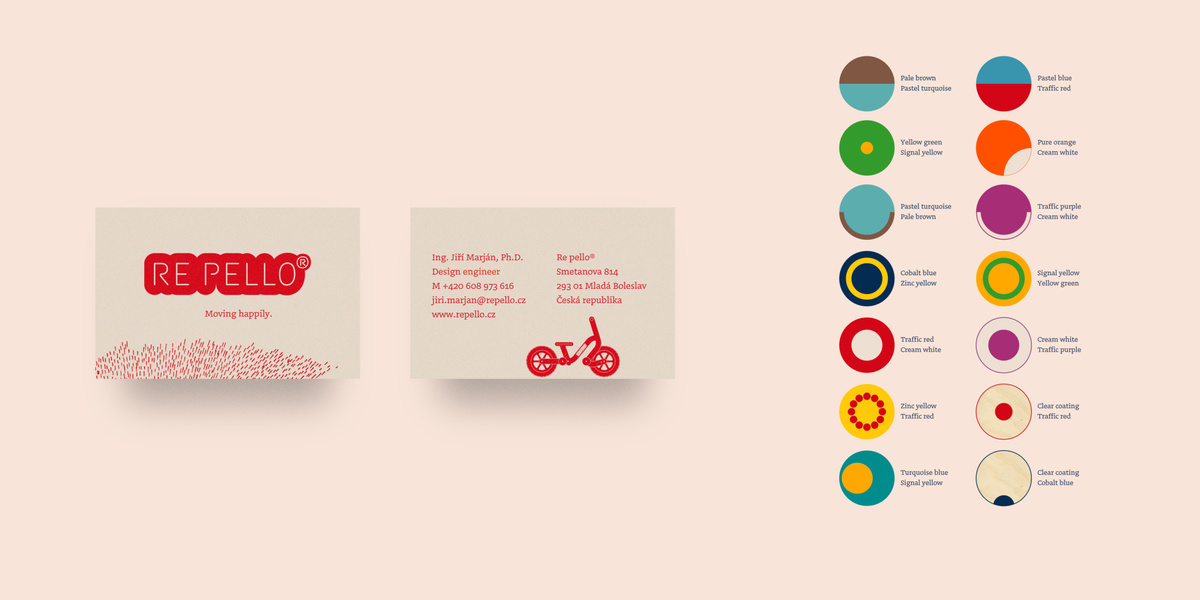 RE PELLO®
Moving happily.
Ing. Jiří Marján, Ph.D.
Design engineer
M +420 608 973 616
jiri.marjan@repello.cz
www.repello.cz
Re pello®
Smetanova 814
293 01 Mladá Boleslav
Česká republika
Pale brown
Pastel turquoise
Pastel blue
Traffic red
Yellow green
Signal yellow
Pure orange
Cream white
Pastel turquoise
Pale brown
Traffic purple
Cream white
Cobalt blue
Zinc yellow
Signal yellow
Yellow green
Traffic red
Cream white
Cream white
Traffic purple
Zinc yellow
Traffic red
Clear coating
Traffic red
Turquoise blue
Signal yellow
Clear coating
Cobalt blue